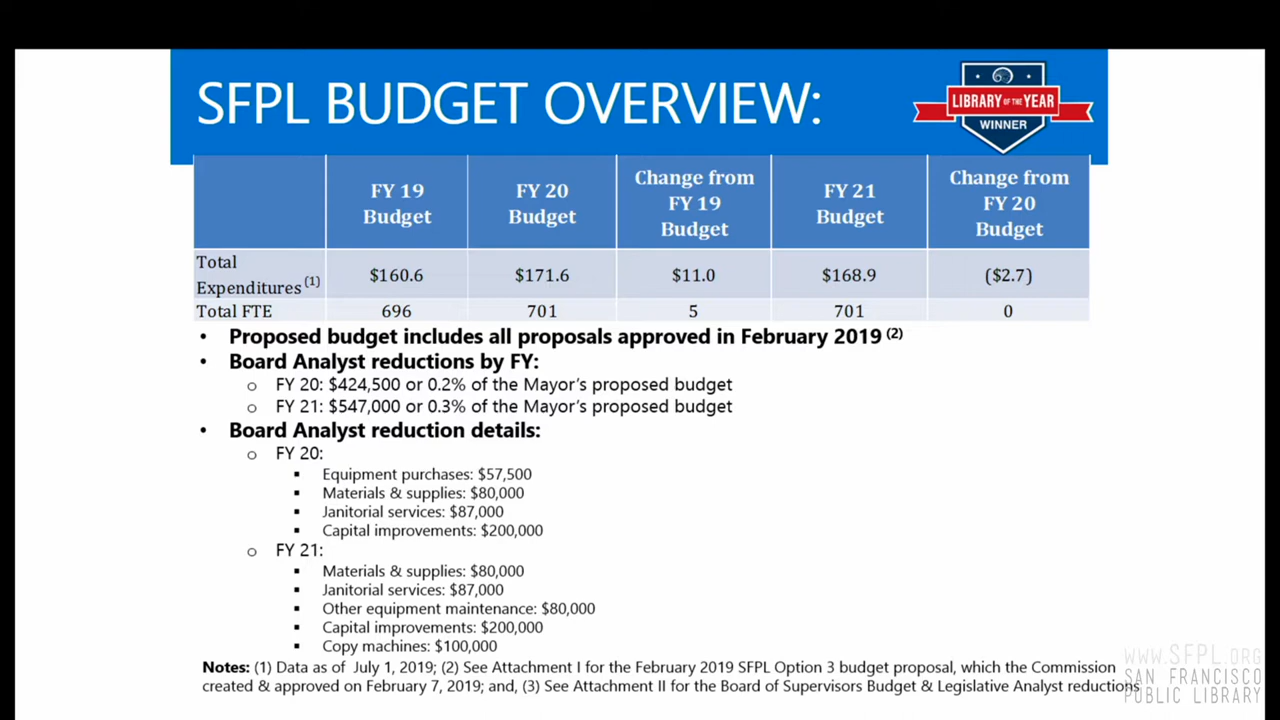 SFPL BUDGET OVERVIEW:
LIBRARY OF THE YEAR
WINNER
FY 19 Budget FY 20 Budget Change from FY 19 Budget FY 21 Budget Change from FY 20 Budget
Total Expenditures (1) $160.6 $171.6 $11.0 $168.9 ($2.7)
Total FTE 696 701 5 701 0
• Proposed budget includes all proposals approved in February 2019 (2)
• Board Analyst reductions by FY:
o FY 20: $424,500 or 0.2% of the Mayor's proposed budget
o FY 21: $547,000 or 0.3% of the Mayor's proposed budget
• Board Analyst reduction details:
o FY 20:
▪ Equipment purchases: $57,500
▪ Materials & supplies: $80,000
▪ Janitorial services: $87,000
▪ Capital improvements: $200,000
o FY 21:
▪ Materials & supplies: $80,000
▪ Janitorial services: $87,000
▪ Other equipment maintenance: $80,000
▪ Capital improvements: $200,000
▪ Copy machines: $100,000
Notes: (1) Data as of July 1, 2019; (2) See Attachment I for the February 2019 SFPL Option 3 budget proposal, which the Commission
created & approved on February 7, 2019; and, (3) See Attachment II for the Board of Supervisors Budget & Legislative Analyst reductions
WWW.SFPL.ORG
SAN FRANCISCO
PUBLIC LIBRARY